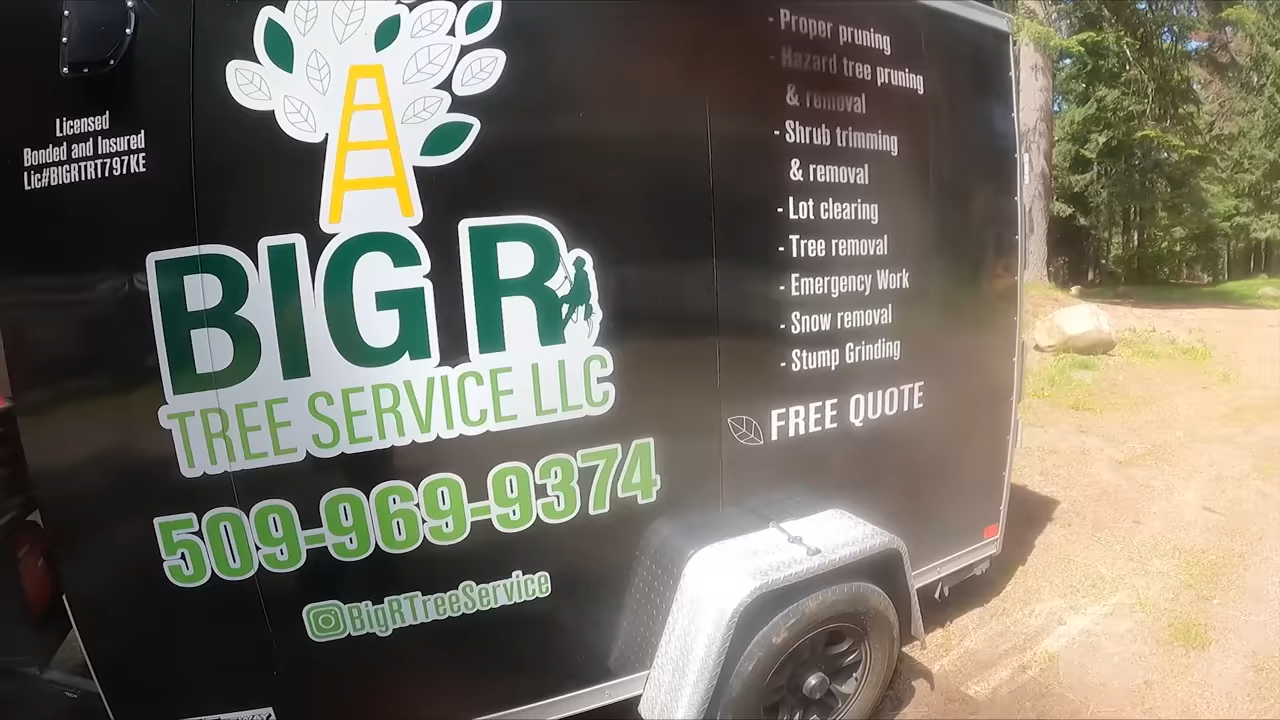 Licensed
Bonded and Insured
Lic#BIGRTRT797KE
BIG R
TREE SERVICE LLC
509-969-9374
@BigRTreeService
- Proper pruning
- Hazard tree pruning
& removal
- Shrub trimming
& removal
- Lot clearing
- Tree removal
- Emergency Work
- Snow removal
- Stump Grinding
FREE QUOTE